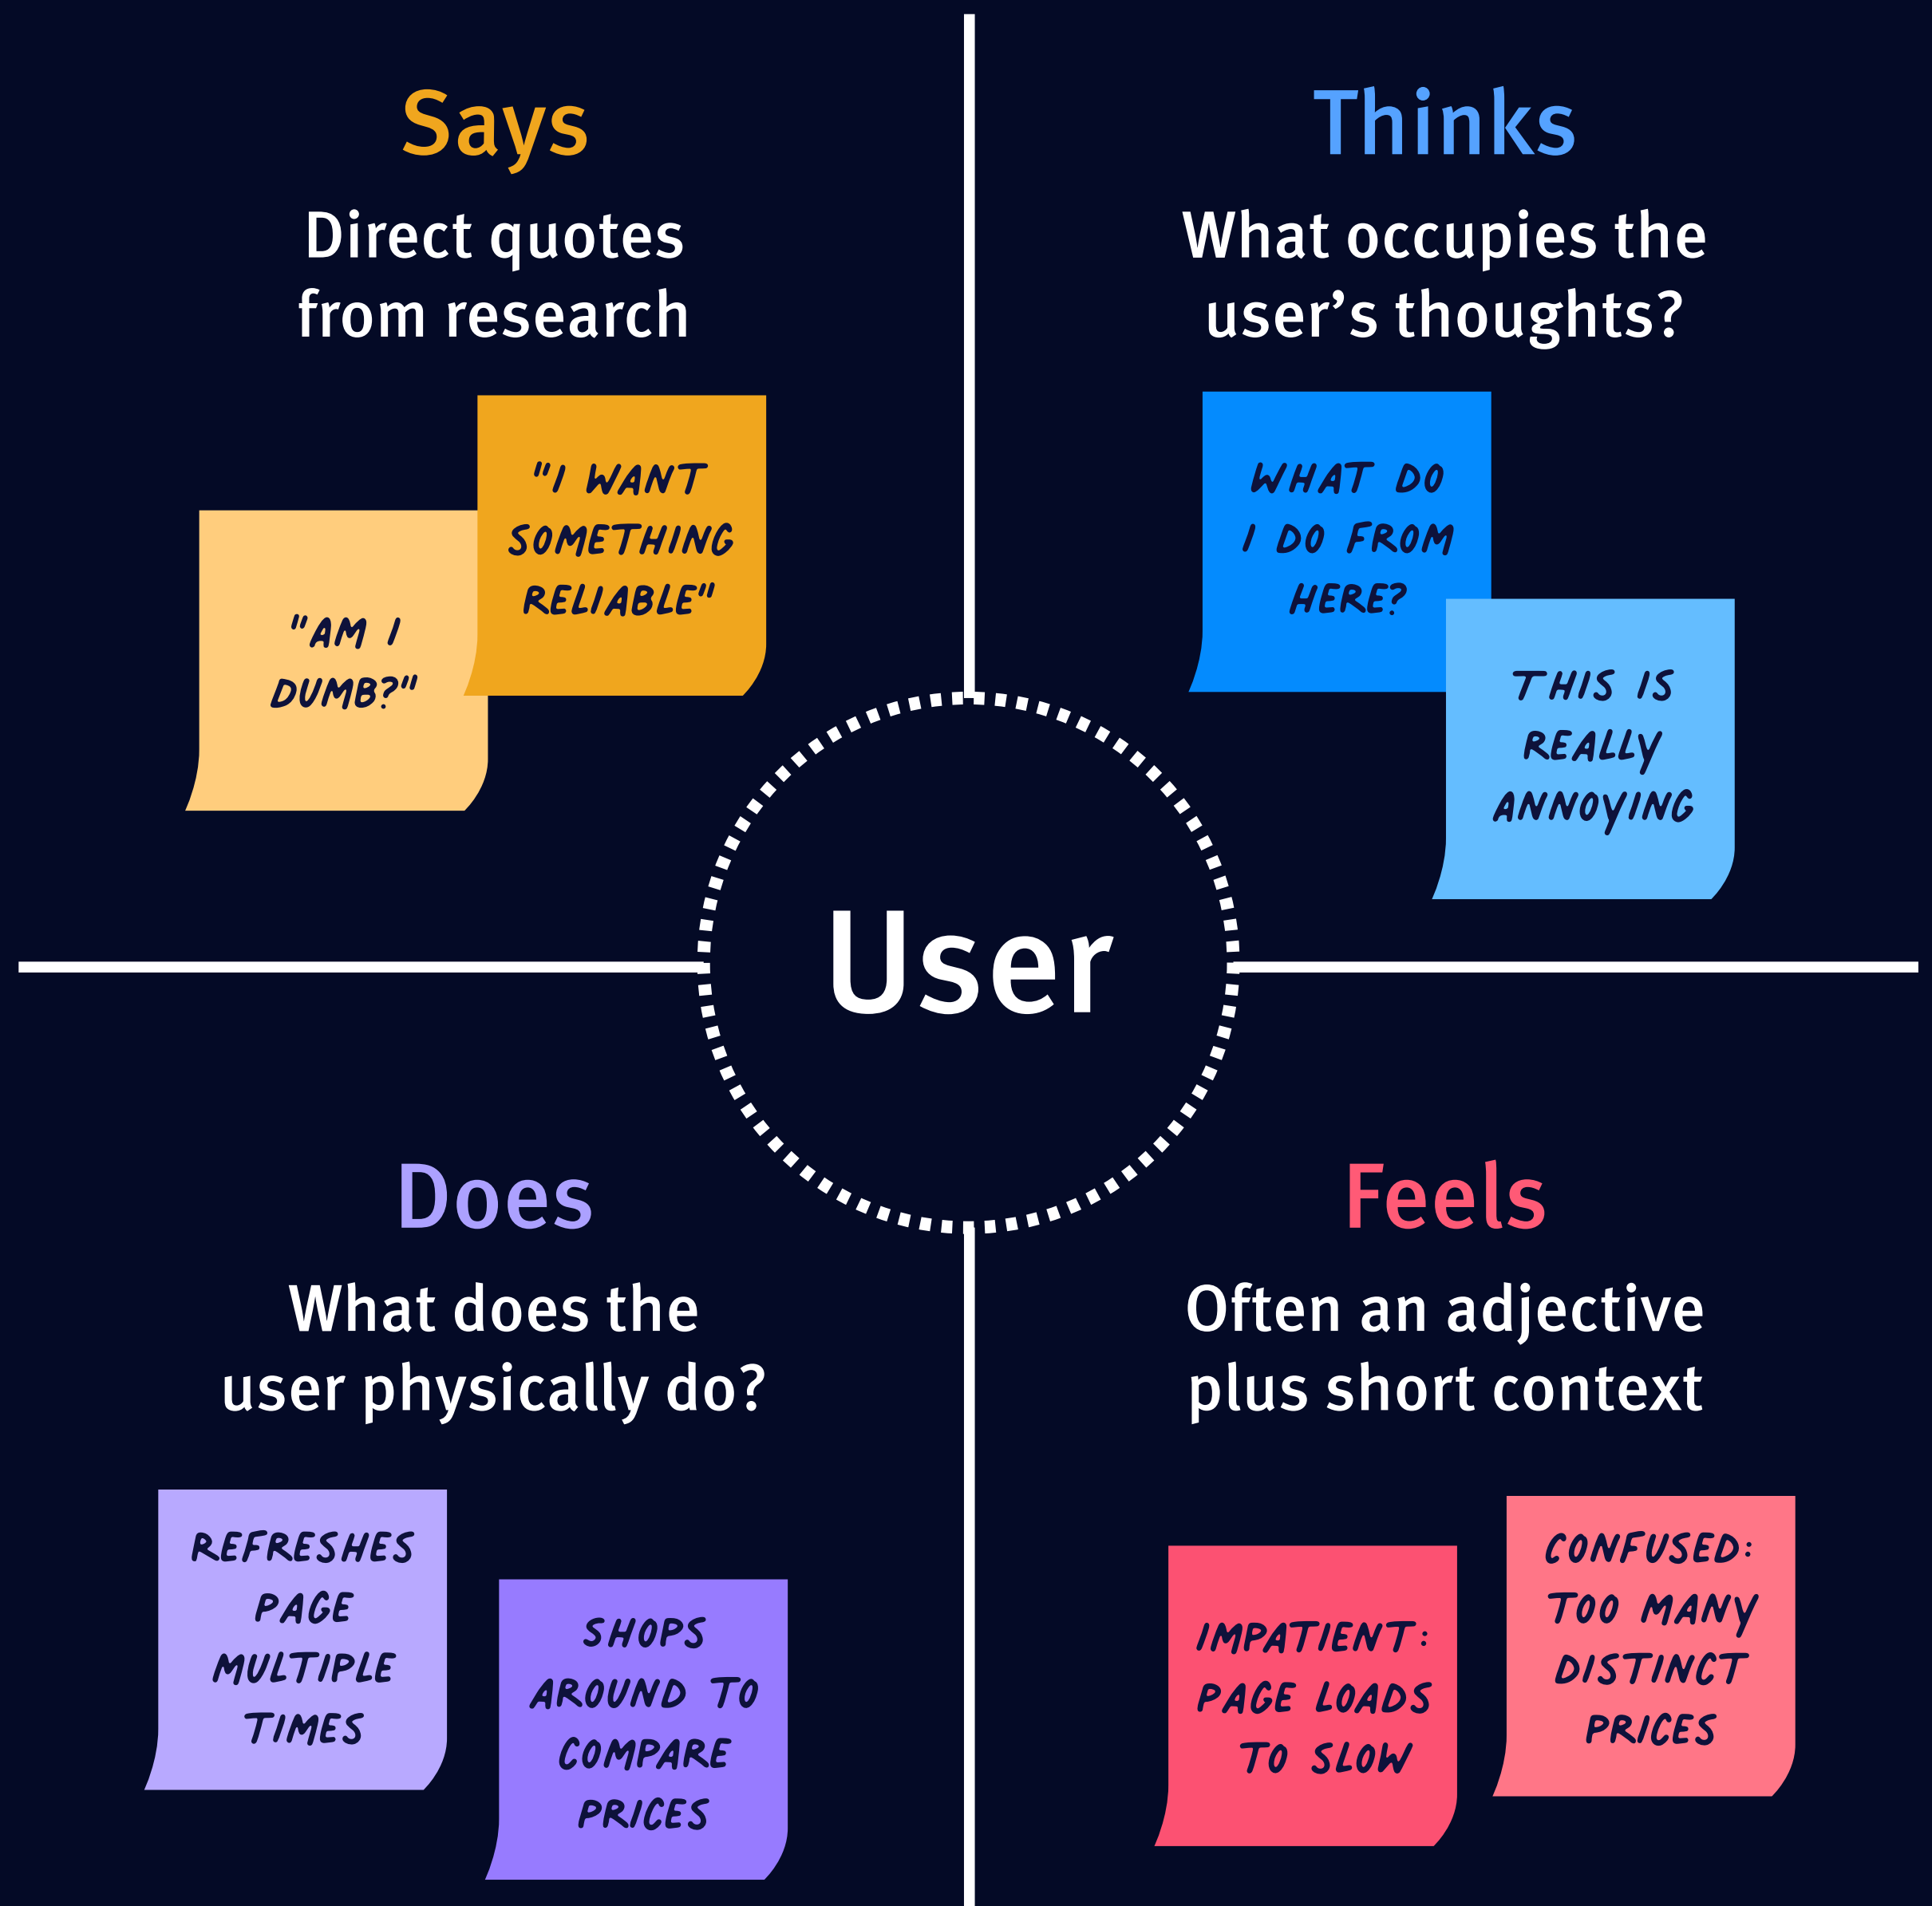 Says
Direct quotes
from research
"I WANT
SOMETHING
RELIABLE"
"AM I
DUMB?"
Thinks
What occupies the
user’s thoughts?
WHAT DO
I DO FROM
HERE?
THIS IS
REALLY
ANNOYING
User
Does
What does the
user physically do?
REFRESHES
PAGE
MULTIPLE
TIMES
SHOPS
AROUND TO
COMPARE
PRICES
Feels
Often an adjective
plus short context
IMPATIENT:
PAGE LOADS
TO SLOW
CONFUSED:
TOO MANY
DISTINCT
PRICES